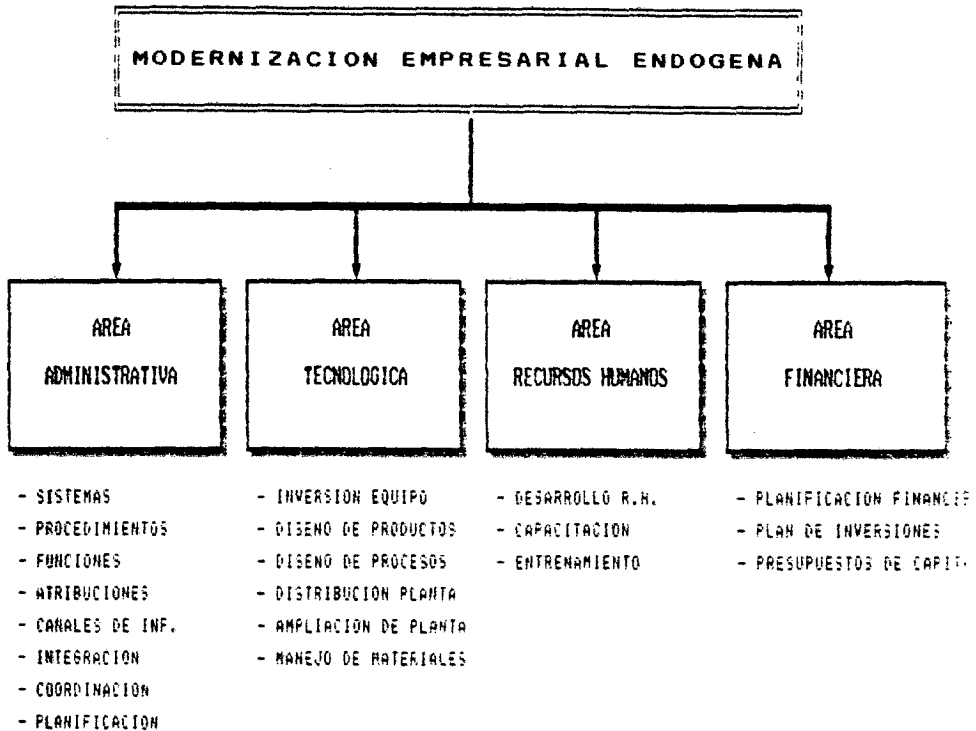 MODERNIZACION EMPRESARIAL ENDOGENA
AREA
ADMINISTRATIVA
- SISTEMAS
- PROCEDIMIENTOS
- FUNCIONES
- ATRIBUCIONES
- CANALES DE INF.
- INTEGRACION
- COORDINACION
- PLANIFICACION
AREA
TECNOLOGICA
- INVERSION EQUIPO
- DISENO DE PRODUCTOS
- DISENO DE PROCESOS
- DISTRIBUCION PLANTA
- AMPLIACION DE PLANTA
- MANEJO DE MATERIALES
AREA
RECURSOS HUMANOS
- DESARROLLO R.H.
- CAPACITACION
- ENTRENAMIENTO
AREA
FINANCIERA
- PLANIFICACION
- PLAN DE INVERSIONES
- PRESUPUESTOS DE